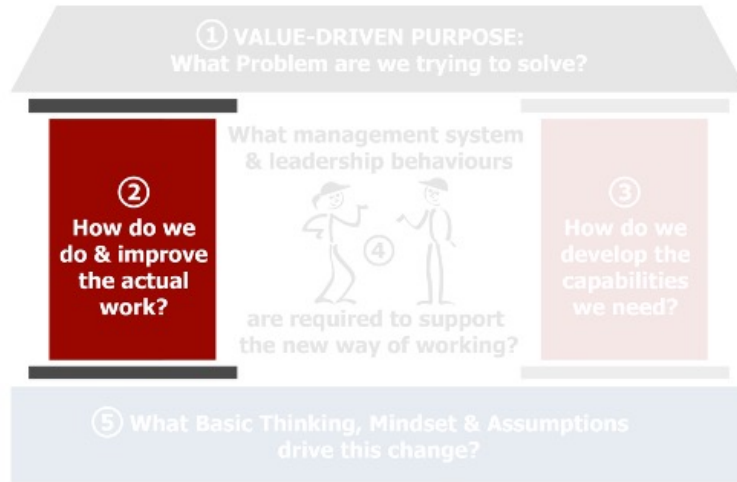 ① VALUE-DRIVEN PURPOSE:
What Problem are we trying to solve?
②
How do we
do & improve
the actual
work?
What management system
& leadership behaviours
④
are required to support
the new way of working?
③
How do we
develop the
capabilities
we need?
⑤ What Basic Thinking, Mindset & Assumptions
drive this change?